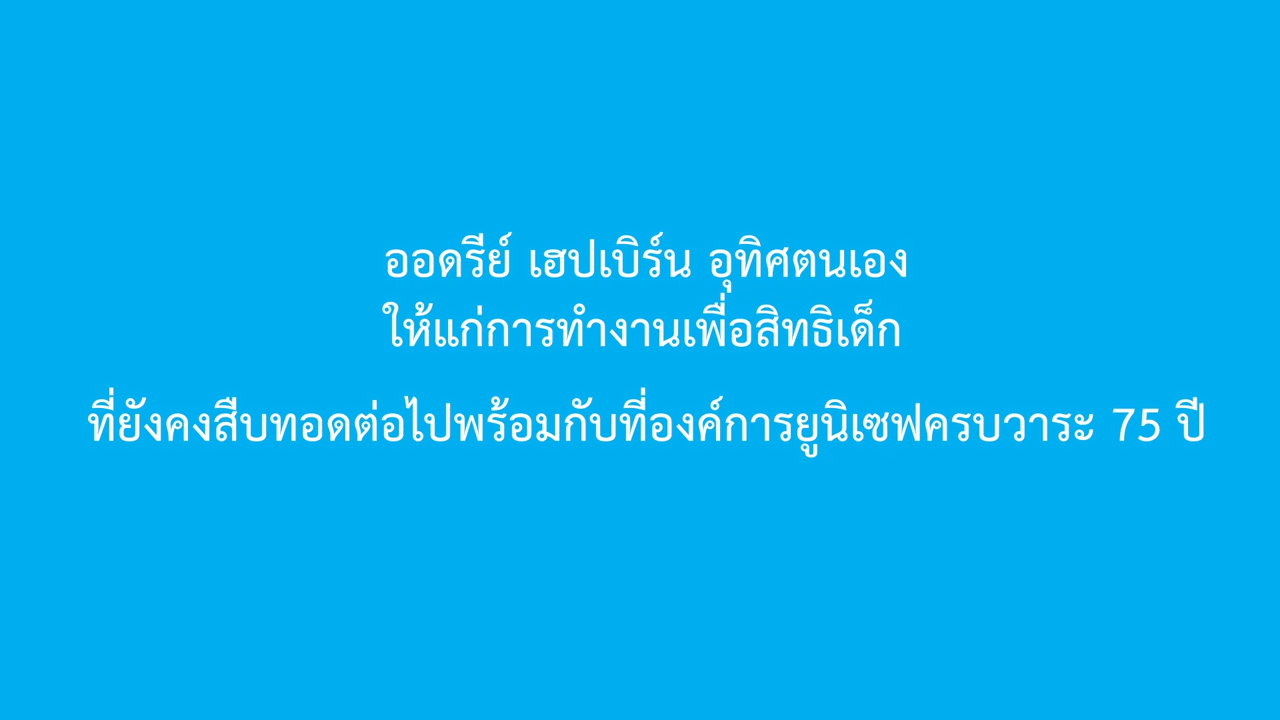 ออดรีย์ เฮปเบิร์น อุทิศตนเอง
ให้แก่การทำงานเพื่อสิทธิเด็ก
ที่ยังคงสืบทอดต่อไปพร้อมกับที่องค์การยูนิเซฟครบวาระ 75 ปี